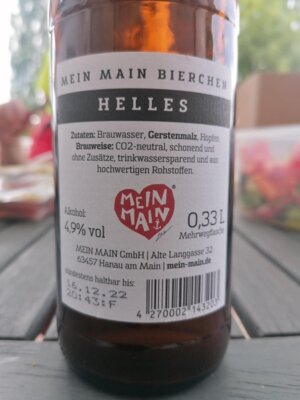 MEIN MAIN BIERCHEN
HELLES
Zutaten: Brauwasser, Gerstenmalz, Hopfen
Brauweise: CO2-neutral, schonend und
ohne Zusätze, trinkwassersparend und aus
hochwertigen Rohstoffen.
MEIN
MAIN
®
Alkohol:
4,9% vol
0,33 L
Mehrwegflasche
MEIN MAIN GmbH | Alte Langgasse 32
63457 Hanau am Main | mein-main.de
mindestens haltbar bis:
16.12.22
20:43:F
4 270002 143203